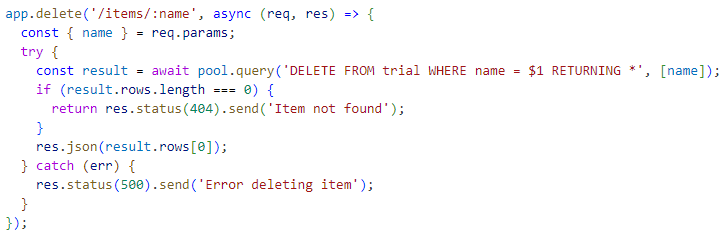 app.delete('/items/:name', async (req, res) => {
  const { name } = req.params;
  try {
    const result = await pool.query('DELETE FROM trial WHERE name = $1 RETURNING *', [name]);
    if (result.rows.length === 0) {
      return res.status(404).send('Item not found');
    }
    res.json(result.rows[0]);
  } catch (err) {
    res.status(500).send('Error deleting item');
  }
});